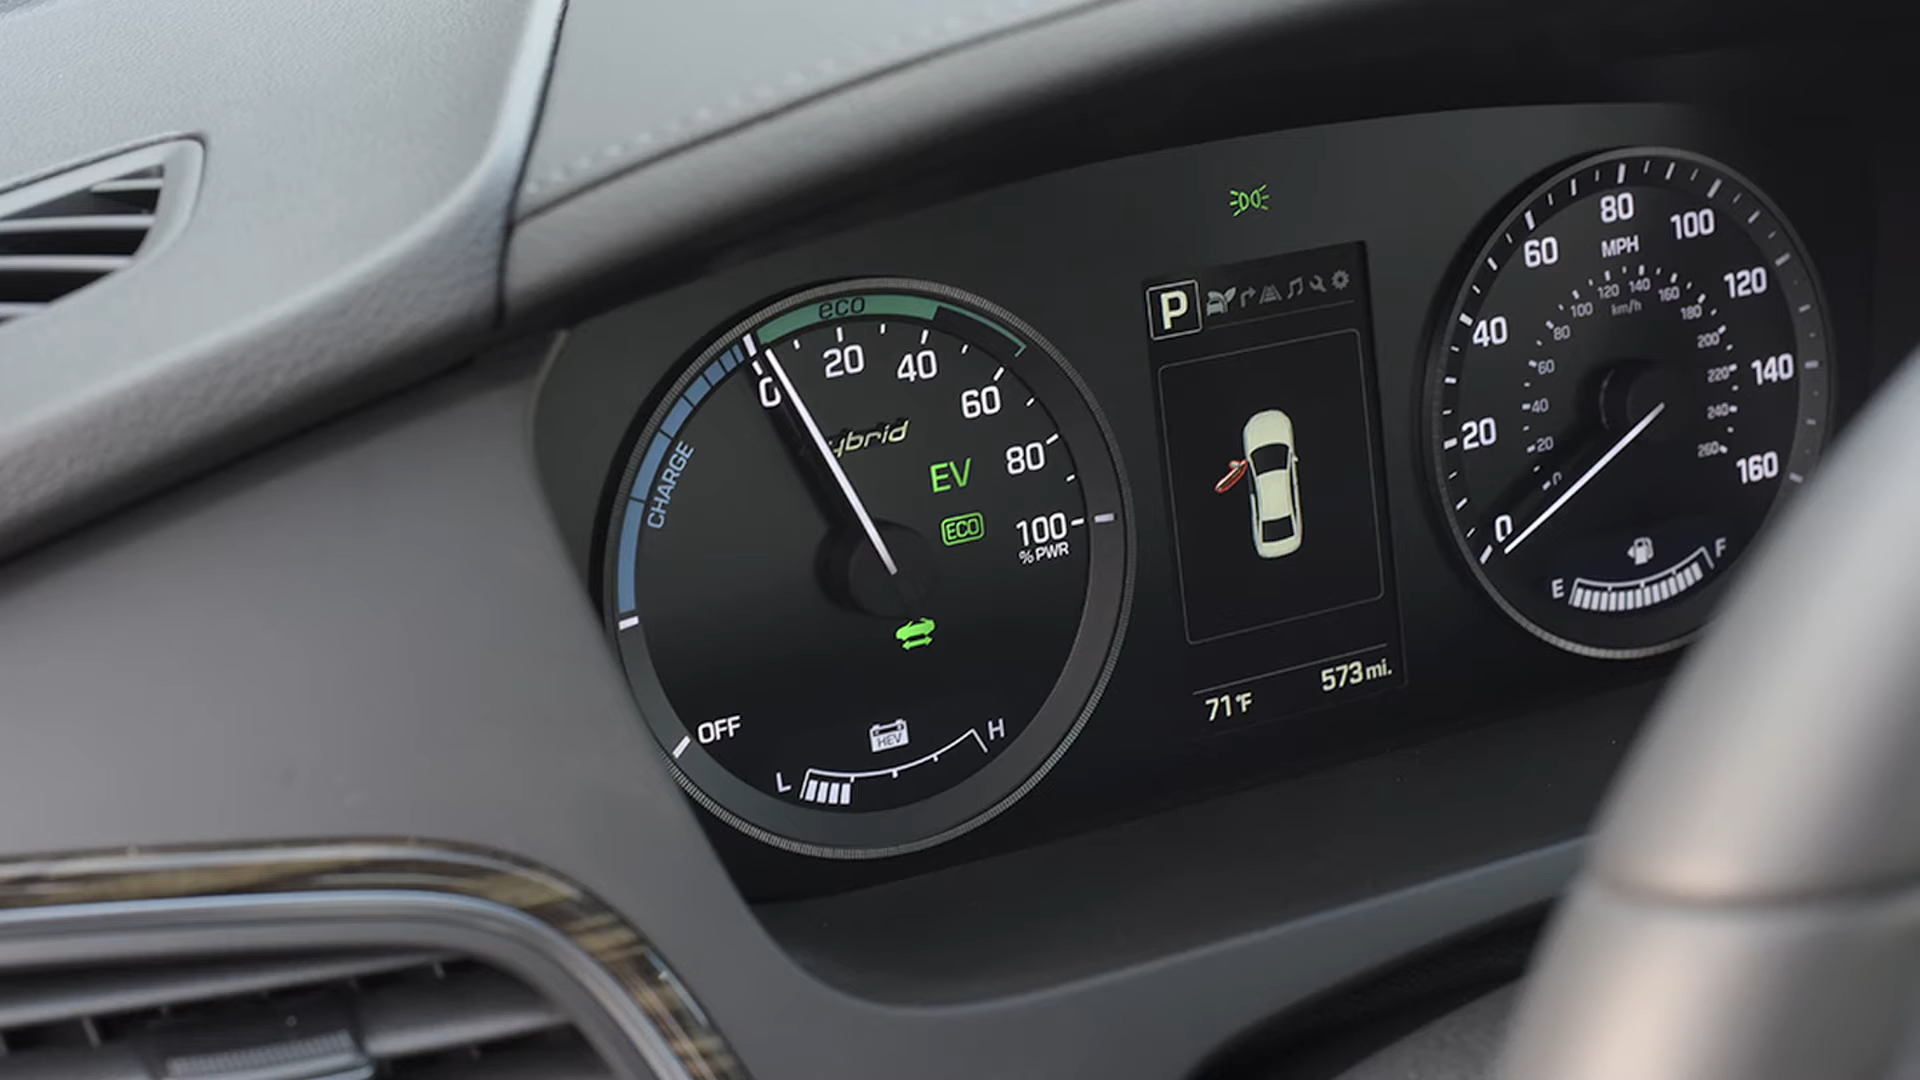 eco
0 20 40 60 80 100
% PWR
CHARGE
ybrid
EV
ECO
OFF
HEV
L H
P
71°F
573 mi.
0 20 40 60 80 100 120 140 160
MPH
0 20 40 60 80 100 120 140 160 180 200 220 240 260
km/h
E F